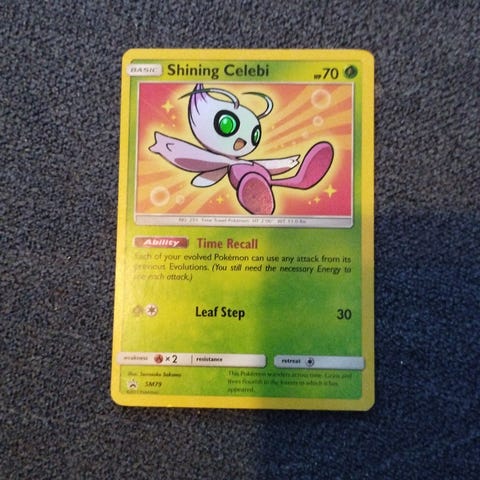 BASIC Shining Celebi HP70
NO. 251 Time Travel Pokémon HT: 2'00" WT: 11.0 lbs
Ability Time Recall
Each of your evolved Pokémon can use any attack from its
previous Evolutions. (You still need the necessary Energy to
use each attack.)
Leaf Step 30
weakness ×2 resistance retreat
Illus. Sanosuke Sakuma
SM79
This Pokémon wanders across time. Grass and
trees flourish in the forests in which it has
appeared.